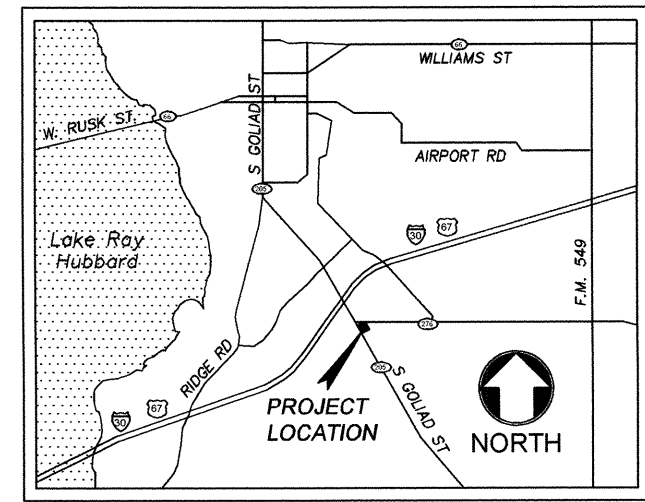 66
WILLIAMS ST
W. RUSK ST.
66
S GOLIAD ST
AIRPORT RD
205
Lake Ray
Hubbard
30
67
F.M. 549
276
RIDGE RD
205
S GOLIAD ST
30
67
PROJECT
LOCATION
NORTH